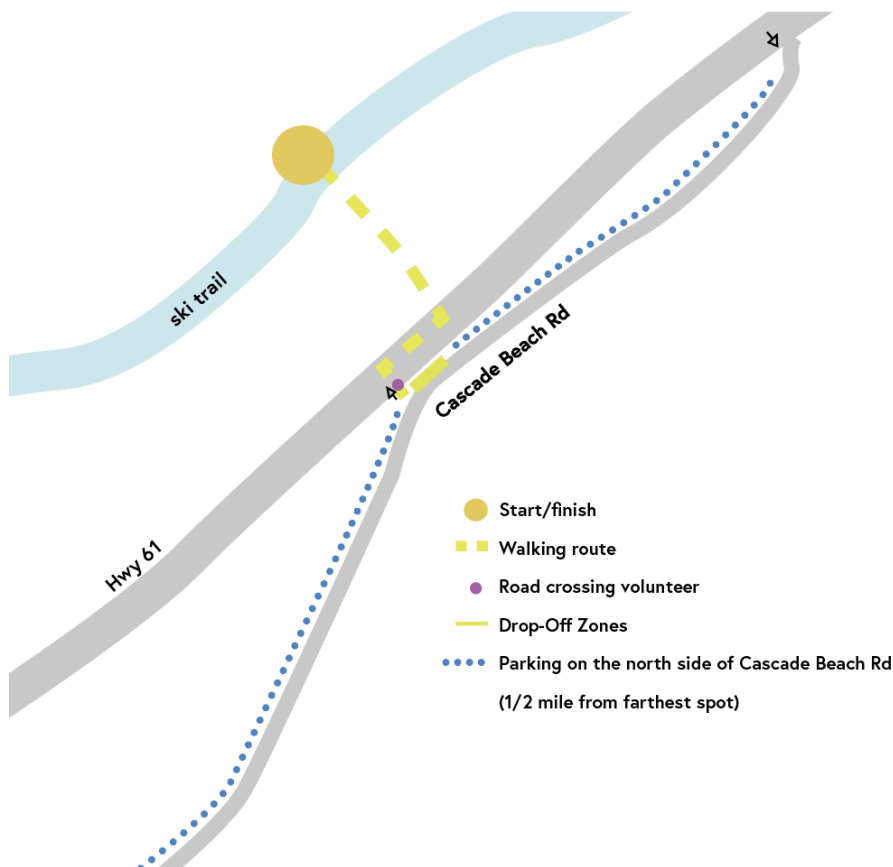 ski trail
Cascade Beach Rd
Hwy 61
Start/finish
Walking route
Road crossing volunteer
Drop-Off Zones
Parking on the north side of Cascade Beach Rd
(1/2 mile from farthest spot)